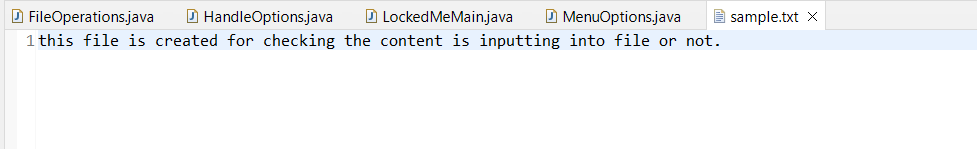 FileOperations.java HandleOptions.java LockedMeMain.java MenuOptions.java sample.txt
1 this file is created for checking the content is inputting into file or not.